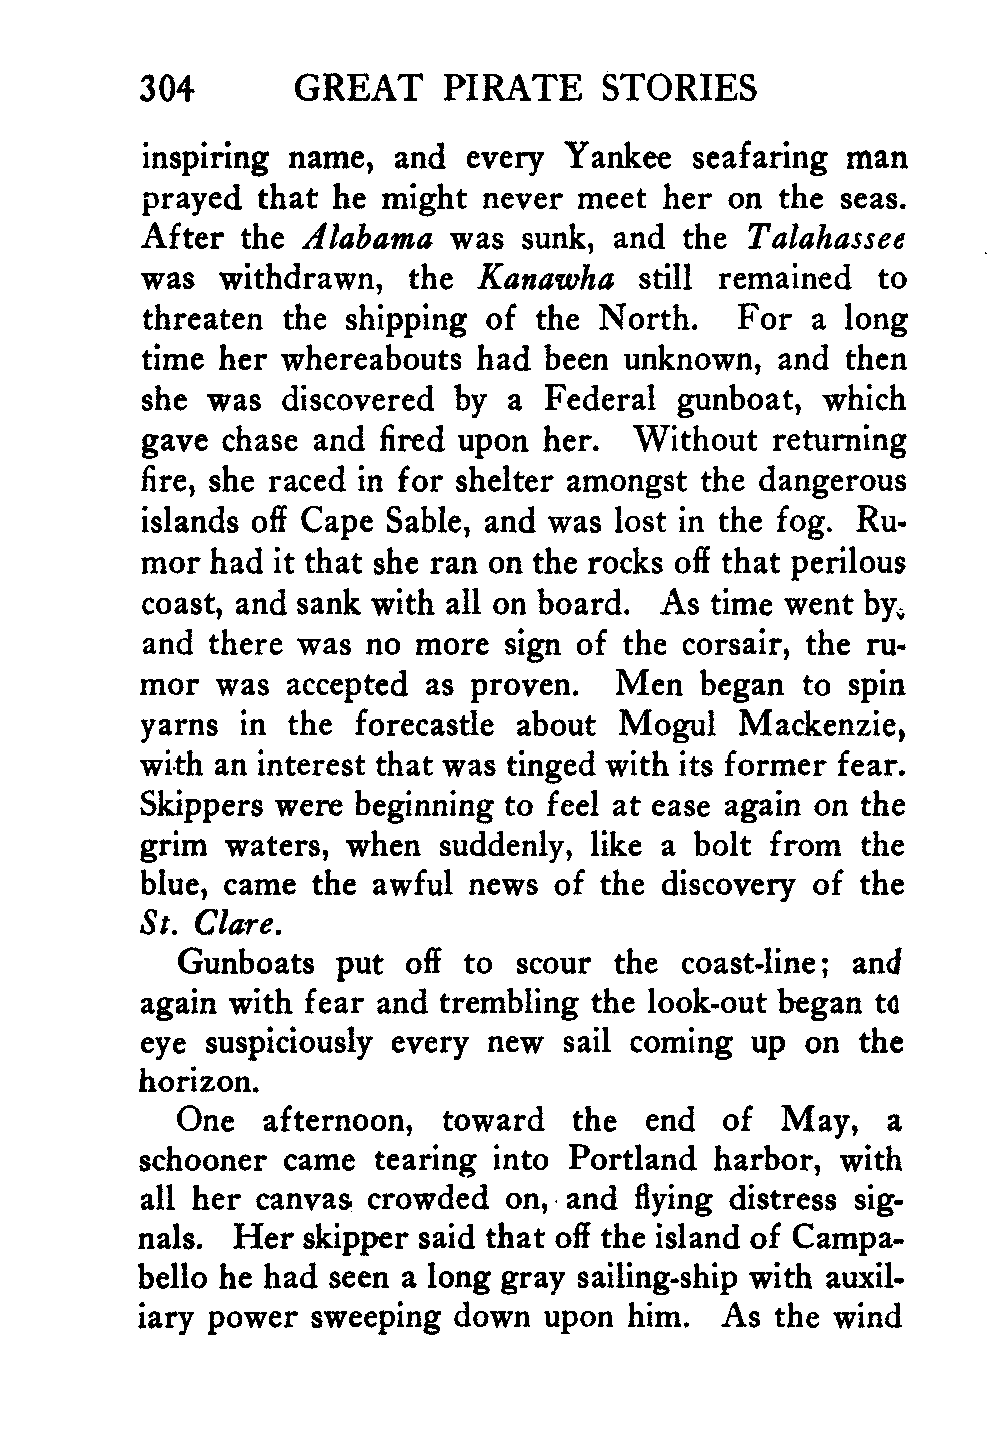 304 GREAT PIRATE STORIES
inspiring name, and every Yankee seafaring man
prayed that he might never meet her on the seas.
After the Alabama was sunk, and the Talahassee
was withdrawn, the Kanawha still remained to
threaten the shipping of the North. For a long
time her whereabouts had been unknown, and then
she was discovered by a Federal gunboat, which
gave chase and fired upon her. Without returning
fire, she raced in for shelter amongst the dangerous
islands off Cape Sable, and was lost in the fog. Ru-
mor had it that she ran on the rocks off that perilous
coast, and sank with all on board. As time went by,
and there was no more sign of the corsair, the ru-
mor was accepted as proven. Men began to spin
yarns in the forecastle about Mogul Mackenzie,
with an interest that was tinged with its former fear.
Skippers were beginning to feel at ease again on the
grim waters, when suddenly, like a bolt from the
blue, came the awful news of the discovery of the
St. Clare.
Gunboats put off to scour the coast-line; and
again with fear and trembling the look-out began to
eye suspiciously every new sail coming up on the
horizon.
One afternoon, toward the end of May, a
schooner came tearing into Portland harbor, with
all her canvas crowded on, and flying distress sig-
nals. Her skipper said that off the island of Campa-
bello he had seen a long gray sailing-ship with auxil-
iary power sweeping down upon him. As the wind